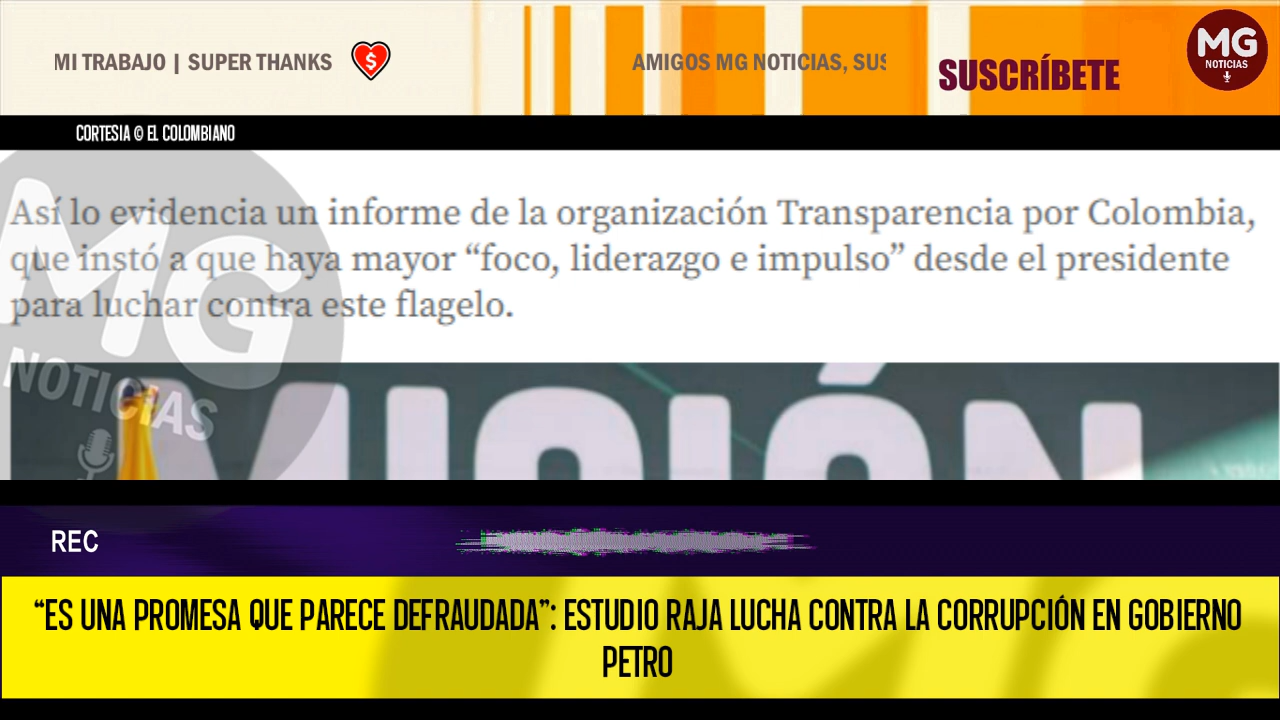 MI TRABAJO | SUPER THANKS
$
AMIGOS MG NOTICIAS, SUS
SUSCRÍBETE
MG
NOTICIAS
CORTESIA © EL COLOMBIANO
Así lo evidencia un informe de la organización Transparencia por Colombia,
que instó a que haya mayor “foco, liderazgo e impulso” desde el presidente
para luchar contra este flagelo.
MG
NOTICIAS
REC
“ES UNA PROMESA QUE PARECE DEFRAUDADA”: ESTUDIO RAJA LUCHA CONTRA LA CORRUPCIÓN EN GOBIERNO
PETRO